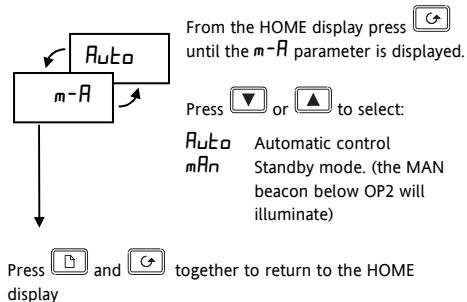 From the HOME display press
until the m-A parameter is displayed.
Auto
m-A
Press or to select:
Auto Automatic control
mAn Standby mode. (the MAN
beacon below OP2 will
illuminate)
Press and together to return to the HOME
display